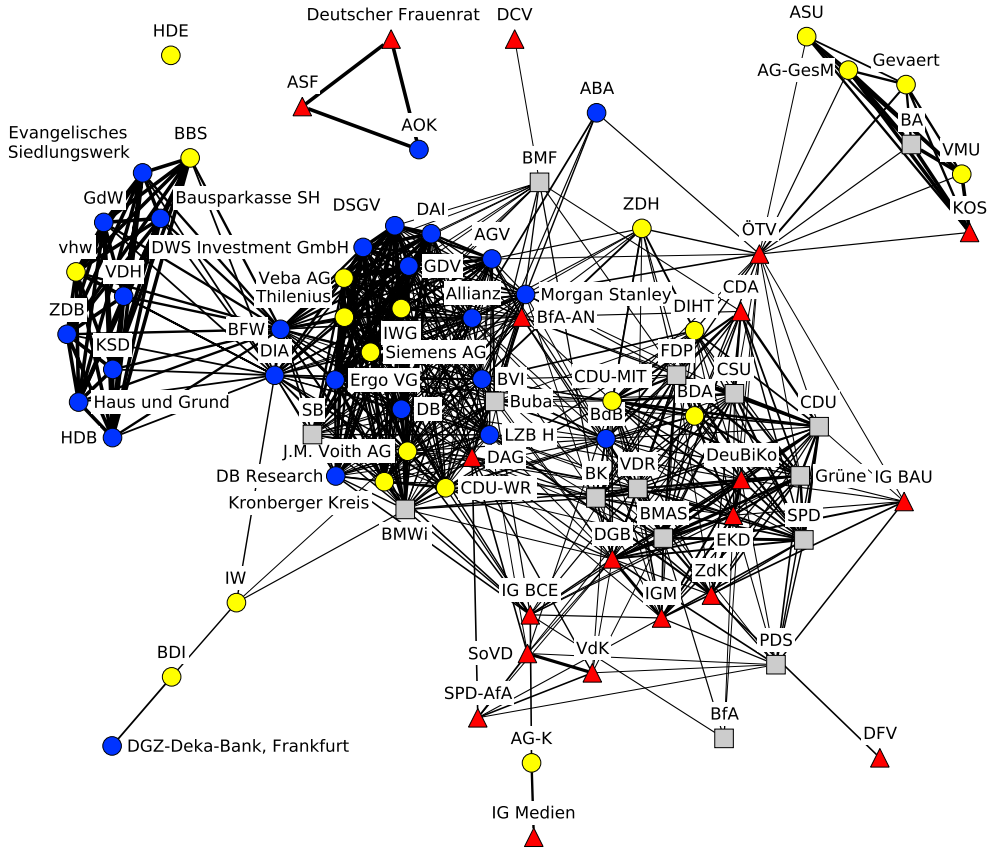 HDE
Deutscher Frauenrat
DCV
ASU
ASF
AG-GesM
Gevaert
ABA
AOK
BA
Evangelisches
Siedlungswerk
BBS
BMF
VMU
GdW
Bausparkasse SH
DSGV
DAI
ZDH
KOS
vhw
DWS Investment GmbH
AGV
ÖTV
VDH
Veba AG
GDV
Thilenius
Allianz
Morgan Stanley
CDA
ZDB
BFW
IWG
BfA-AN
DIHT
KSD
DIA
Siemens AG
FDP
CSU
CDU-MIT
Haus und Grund
Ergo VG
BVI
BDA
CDU
HDB
SB
DB
Buba
BdB
J.M. Voith AG
LZB H
DAG
DeuBiKo
DB Research
BK
VDR
Grüne
IG BAU
Kronberger Kreis
CDU-WR
BMAS
SPD
BMWi
DGB
EKD
IW
IG BCE
IGM
ZdK
BDI
SoVD
VdK
PDS
SPD-AfA
BfA
DGZ-Deka-Bank, Frankfurt
AG-K
DFV
IG Medien